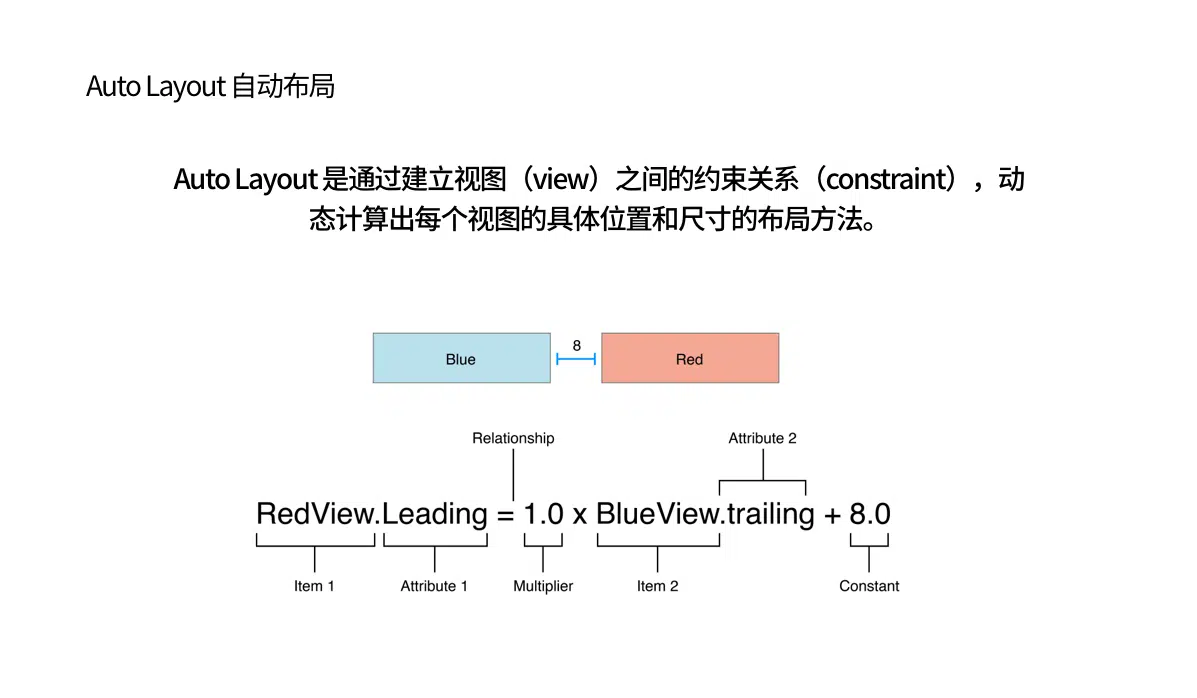 Auto Layout 自动布局
Auto Layout 是通过建立视图（view）之间的约束关系（constraint），动
态计算出每个视图的具体位置和尺寸的布局方法。
Blue
8
Red
Relationship
Attribute 2
RedView.Leading = 1.0 x BlueView.trailing + 8.0
Item 1
Attribute 1
Multiplier
Item 2
Constant